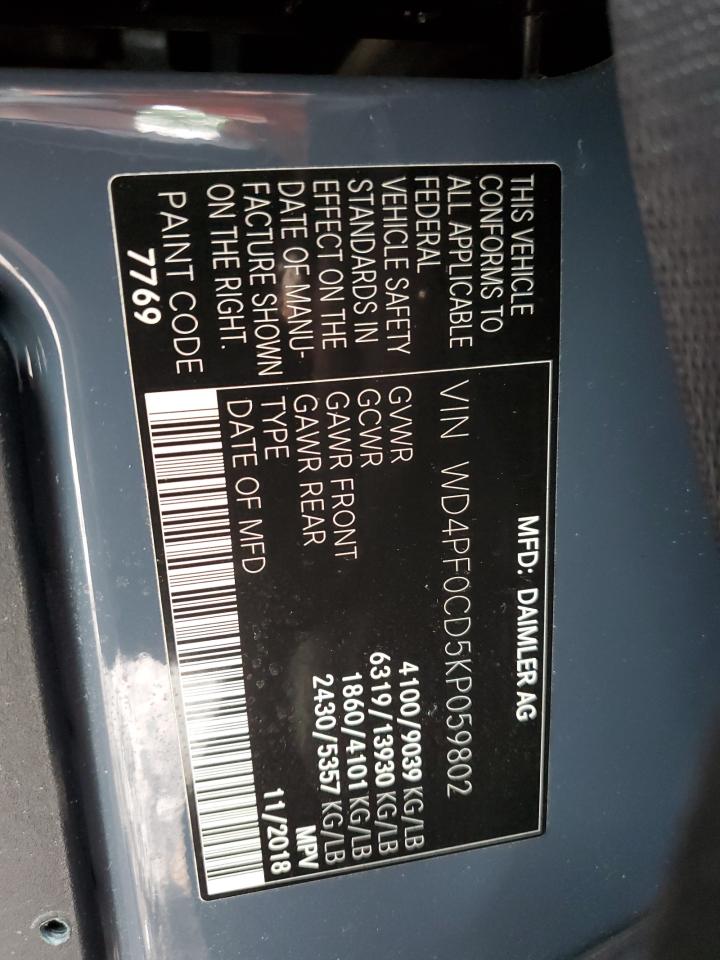 MFD: DAIMLER AG
THIS VEHICLE
CONFORMS TO
ALL APPLICABLE
FEDERAL
VEHICLE SAFETY
STANDARDS IN
EFFECT ON THE
DATE OF MANU-
FACTURE SHOWN
ON THE RIGHT.
PAINT CODE
7769
VIN WD4PF0CD5KP059802
GVWR 4100/9039 KG/LB
GCWR 6319/13930 KG/LB
GAWR FRONT 1860/4101 KG/LB
GAWR REAR 2430/5357 KG/LB
TYPE MPV
DATE OF MFD 11/2018